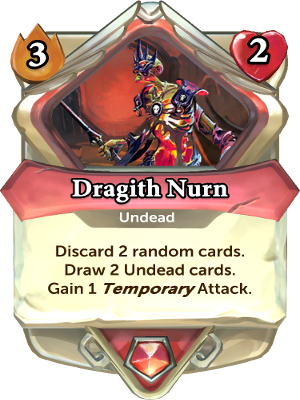 3
2
Dragith Nurn
Undead
Discard 2 random cards.
Draw 2 Undead cards.
Gain 1 Temporary Attack.